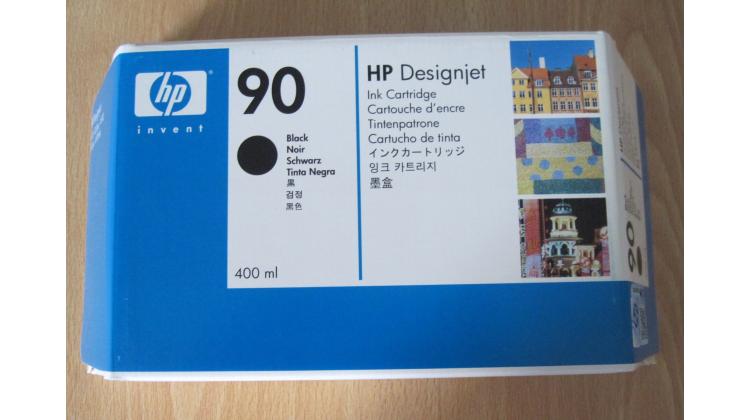 hp
invent
90
Black
Noir
Schwarz
Tinta Negra
黒
검정
黑色
400 ml
HP Designjet
Ink Cartridge
Cartouche d'encre
Tintenpatrone
Cartucho de tinta
インクカートリッジ
잉크 카트리지
墨盒
90